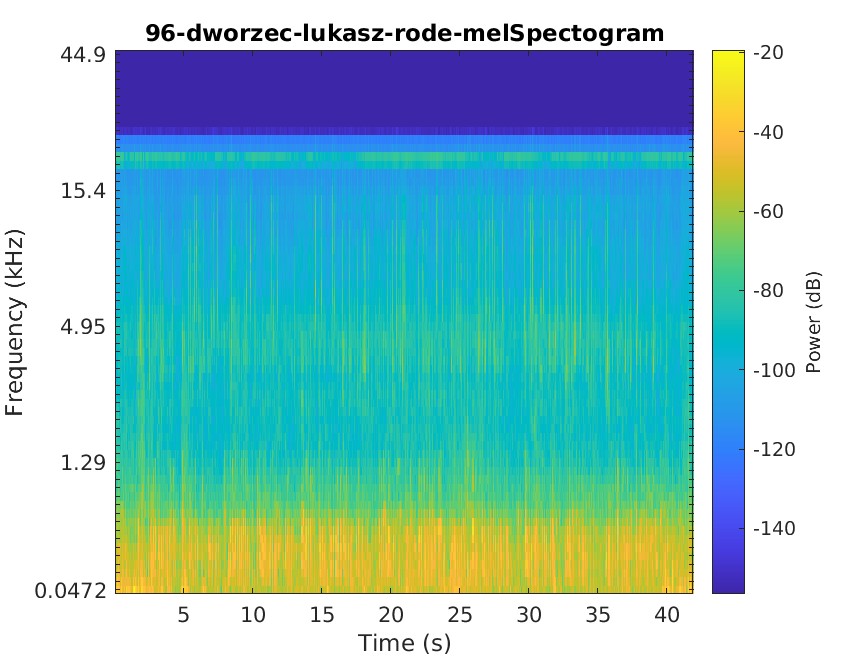 96-dworzec-lukasz-rode-melSpectogram
44.9
15.4
4.95
1.29
0.0472
Frequency (kHz)
5 10 15 20 25 30 35 40
Time (s)
-20
-40
-60
-80
-100
-120
-140
Power (dB)